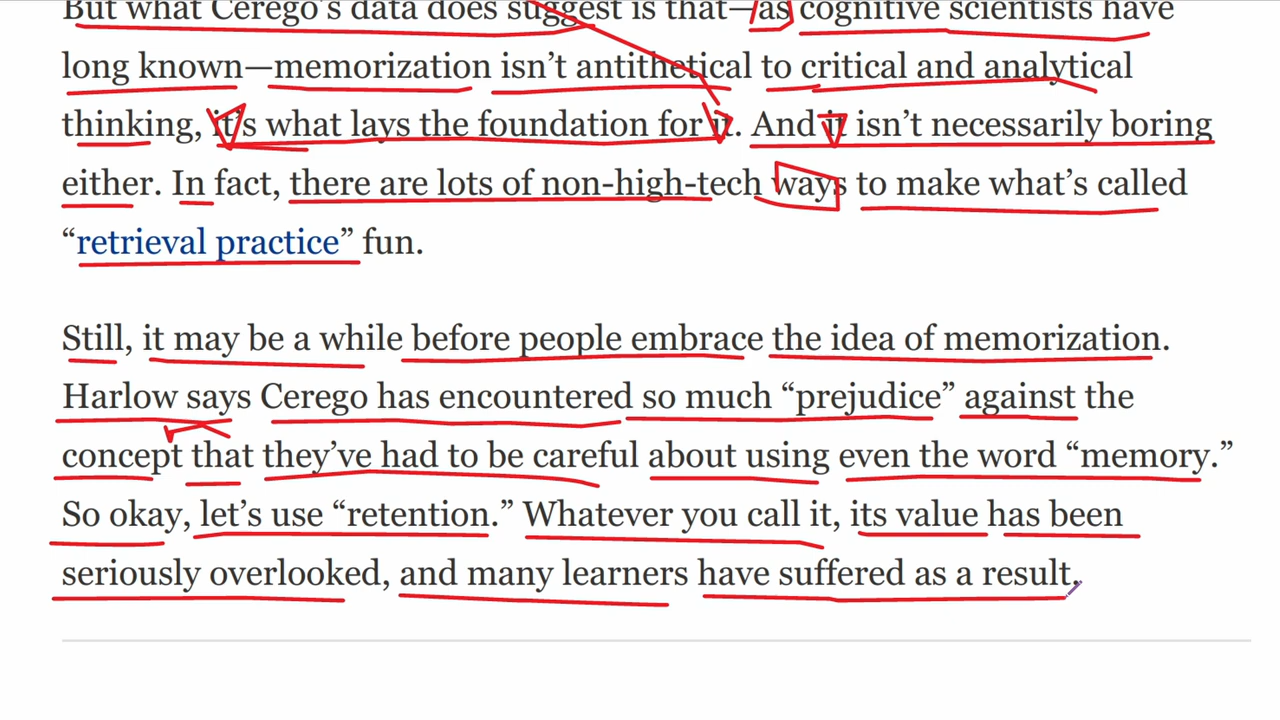 But what Cerego's data does suggest is that—as cognitive scientists have
long known—memorization isn't antithetical to critical and analytical
thinking, it's what lays the foundation for it. And it isn't necessarily boring
either. In fact, there are lots of non-high-tech ways to make what's called
“retrieval practice” fun.
Still, it may be a while before people embrace the idea of memorization.
Harlow says Cerego has encountered so much “prejudice” against the
concept that they've had to be careful about using even the word “memory.”
So okay, let's use “retention.” Whatever you call it, its value has been
seriously overlooked, and many learners have suffered as a result.